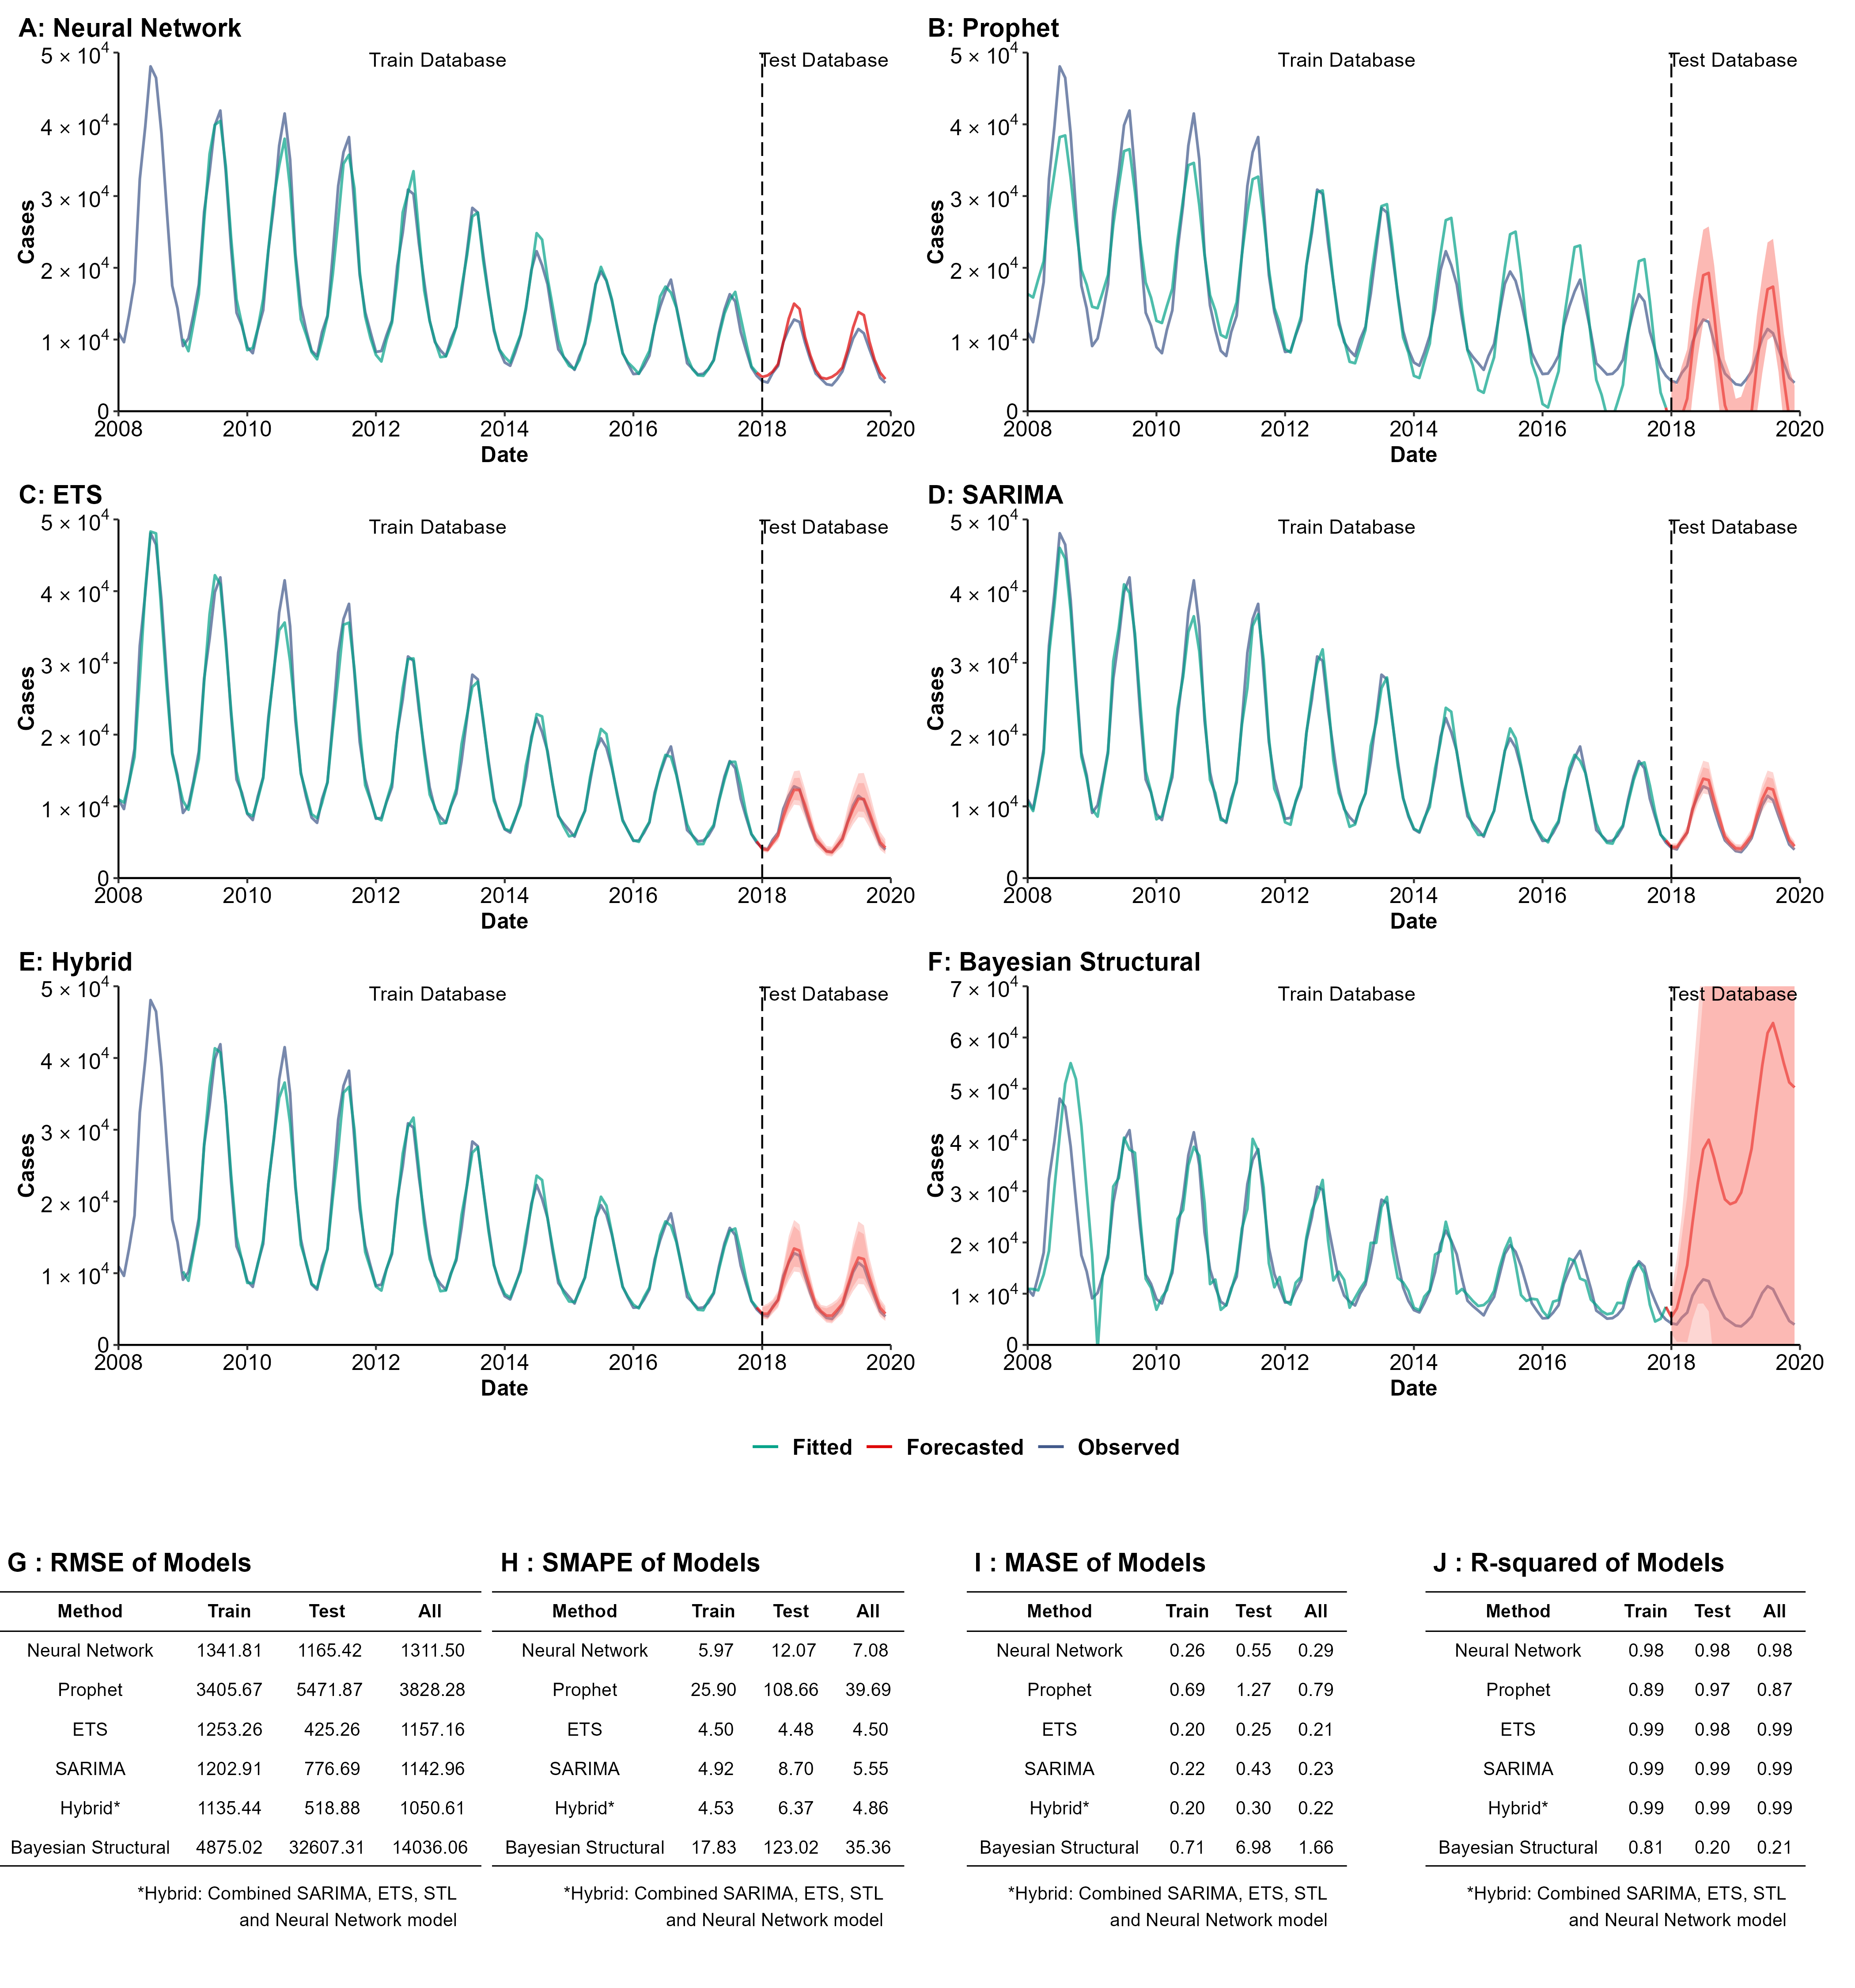 A: Neural Network
Train Database
Test Database
5 × 10^4
4 × 10^4
3 × 10^4
2 × 10^4
1 × 10^4
0
Cases
2008 2010 2012 2014 2016 2018 2020
Date
B: Prophet
Train Database
Test Database
5 × 10^4
4 × 10^4
3 × 10^4
2 × 10^4
1 × 10^4
0
Cases
2008 2010 2012 2014 2016 2018 2020
Date
C: ETS
Train Database
Test Database
5 × 10^4
4 × 10^4
3 × 10^4
2 × 10^4
1 × 10^4
0
Cases
2008 2010 2012 2014 2016 2018 2020
Date
D: SARIMA
Train Database
Test Database
5 × 10^4
4 × 10^4
3 × 10^4
2 × 10^4
1 × 10^4
0
Cases
2008 2010 2012 2014 2016 2018 2020
Date
E: Hybrid
Train Database
Test Database
5 × 10^4
4 × 10^4
3 × 10^4
2 × 10^4
1 × 10^4
0
Cases
2008 2010 2012 2014 2016 2018 2020
Date
F: Bayesian Structural
Train Database
Test Database
7 × 10^4
6 × 10^4
5 × 10^4
4 × 10^4
3 × 10^4
2 × 10^4
1 × 10^4
0
Cases
2008 2010 2012 2014 2016 2018 2020
Date
Fitted Forecasted Observed
G : RMSE of Models
Method Train Test All
Neural Network 1341.81 1165.42 1311.50
Prophet 3405.67 5471.87 3828.28
ETS 1253.26 425.26 1157.16
SARIMA 1202.91 776.69 1142.96
Hybrid* 1135.44 518.88 1050.61
Bayesian Structural 4875.02 32607.31 14036.06
*Hybrid: Combined SARIMA, ETS, STL
and Neural Network model
H : SMAPE of Models
Method Train Test All
Neural Network 5.97 12.07 7.08
Prophet 25.90 108.66 39.69
ETS 4.50 4.48 4.50
SARIMA 4.92 8.70 5.55
Hybrid* 4.53 6.37 4.86
Bayesian Structural 17.83 123.02 35.36
*Hybrid: Combined SARIMA, ETS, STL
and Neural Network model
I : MASE of Models
Method Train Test All
Neural Network 0.26 0.55 0.29
Prophet 0.69 1.27 0.79
ETS 0.20 0.25 0.21
SARIMA 0.22 0.43 0.23
Hybrid* 0.20 0.30 0.22
Bayesian Structural 0.71 6.98 1.66
*Hybrid: Combined SARIMA, ETS, STL
and Neural Network model
J : R-squared of Models
Method Train Test All
Neural Network 0.98 0.98 0.98
Prophet 0.89 0.97 0.87
ETS 0.99 0.98 0.99
SARIMA 0.99 0.99 0.99
Hybrid* 0.99 0.99 0.99
Bayesian Structural 0.81 0.20 0.21
*Hybrid: Combined SARIMA, ETS, STL
and Neural Network model